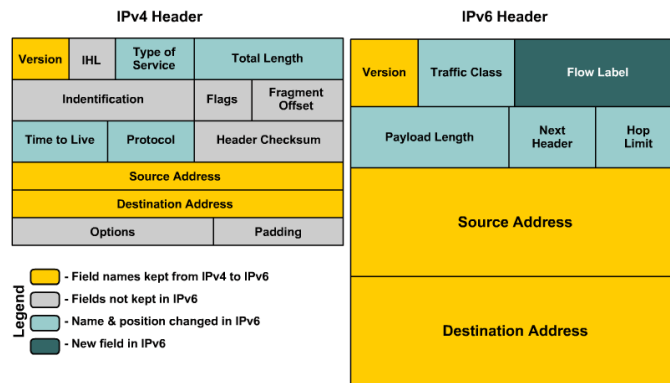 IPv4 Header
IPv6 Header
Version
IHL
Type of
Service
Total Length
Indentification
Flags
Fragment
Offset
Time to Live
Protocol
Header Checksum
Source Address
Destination Address
Options
Padding
Version
Traffic Class
Flow Label
Payload Length
Next
Header
Hop
Limit
Source Address
Destination Address
Legend
- Field names kept from IPv4 to IPv6
- Fields not kept in IPv6
- Name & position changed in IPv6
- New field in IPv6